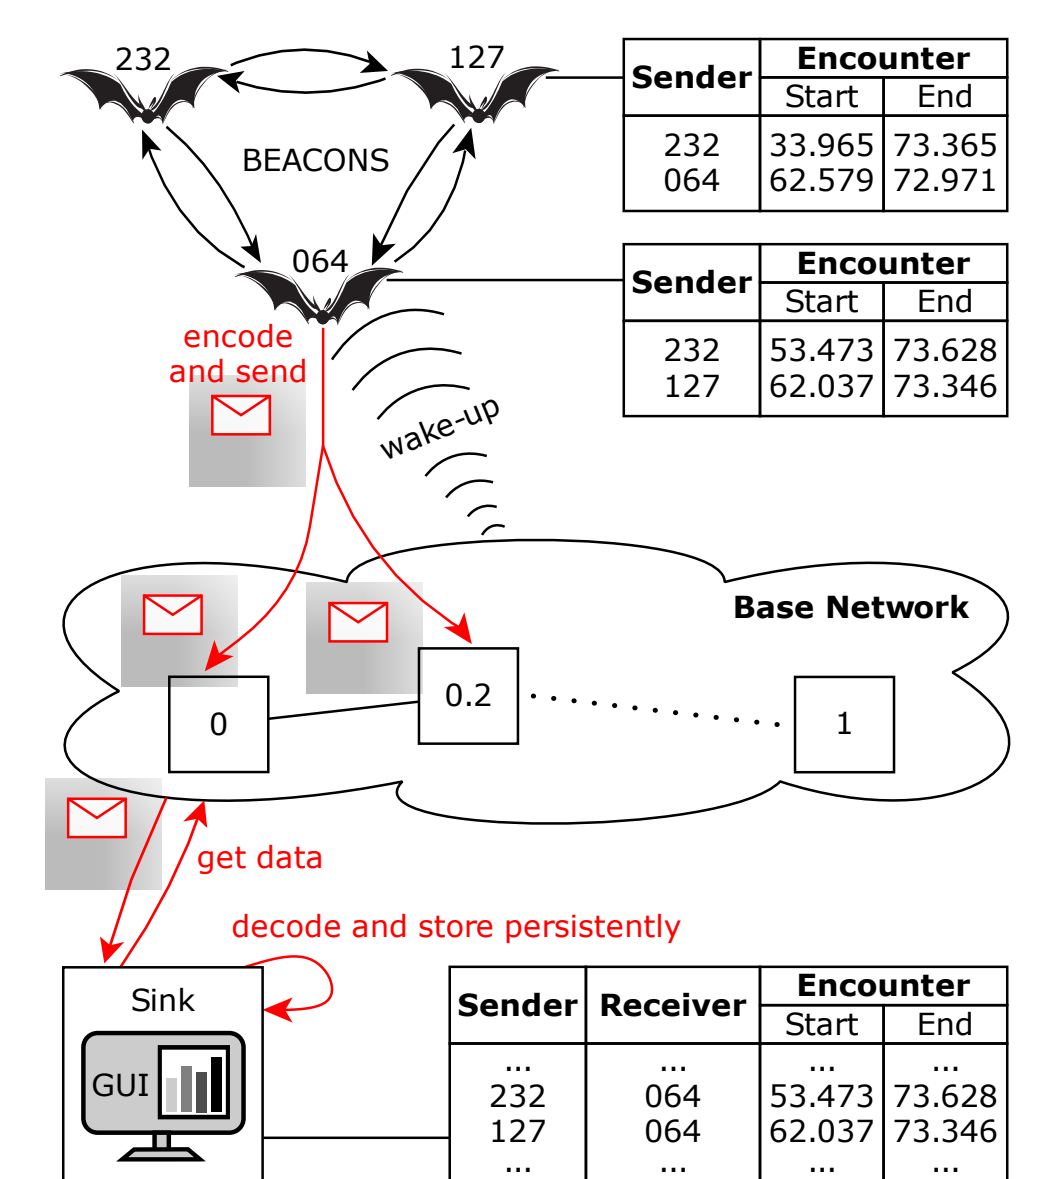 232
127
BEACONS
064
Sender Encounter
Start End
232 33.965 73.365
064 62.579 72.971
Sender Encounter
Start End
232 53.473 73.628
127 62.037 73.346
encode
and send
wake-up
Base Network
0
0.2
1
get data
decode and store persistently
Sink
GUI
Sender Receiver Encounter
Start End
... ... ... ...
232 064 53.473 73.628
127 064 62.037 73.346
... ... ... ...